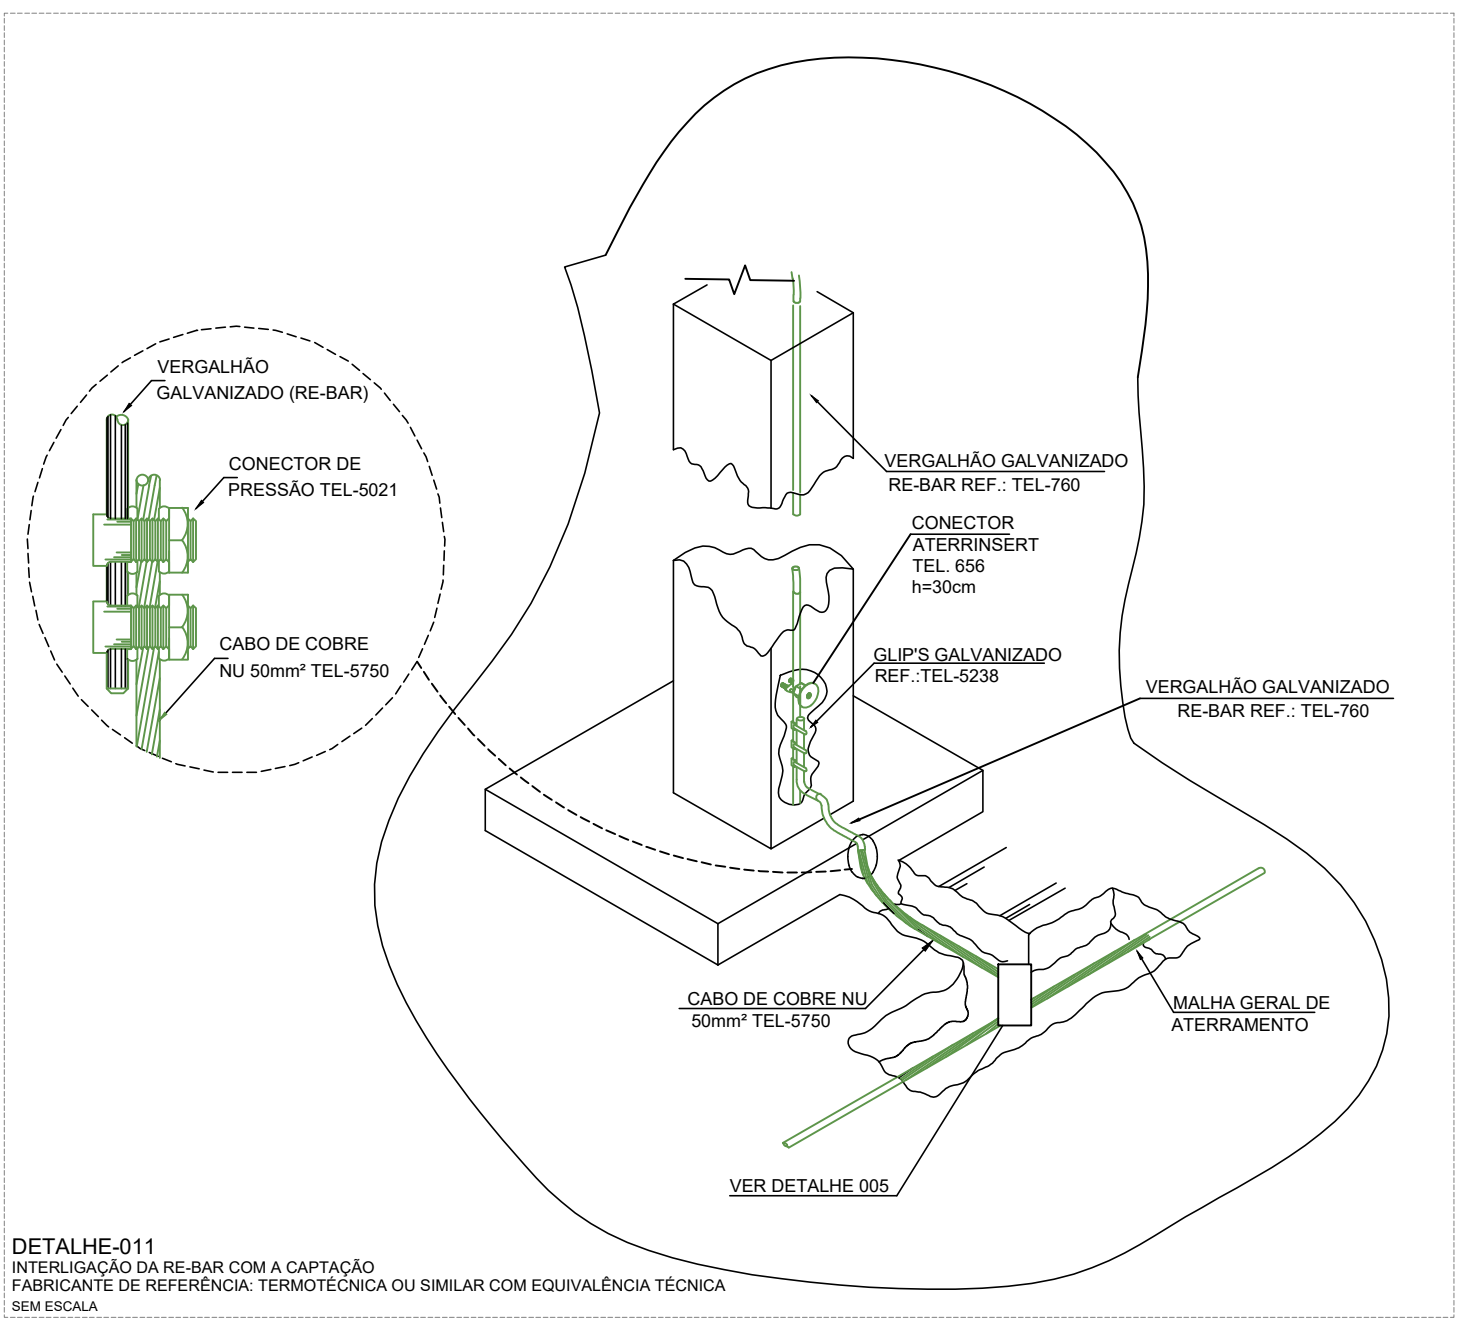 VERGALHÃO
GALVANIZADO (RE-BAR)
CONECTOR DE
PRESSÃO TEL-5021
CABO DE COBRE
NU 50mm² TEL-5750
VERGALHÃO GALVANIZADO
RE-BAR REF.: TEL-760
CONECTOR
ATERRINSERT
TEL. 656
h=30cm
GLIP'S GALVANIZADO
REF.:TEL-5238
VERGALHÃO GALVANIZADO
RE-BAR REF.: TEL-760
CABO DE COBRE NU
50mm² TEL-5750
MALHA GERAL DE
ATERRAMENTO
VER DETALHE 005
DETALHE-011
INTERLIGAÇÃO DA RE-BAR COM A CAPTAÇÃO
FABRICANTE DE REFERÊNCIA: TERMOTÉCNICA OU SIMILAR COM EQUIVALÊNCIA TÉCNICA
SEM ESCALA